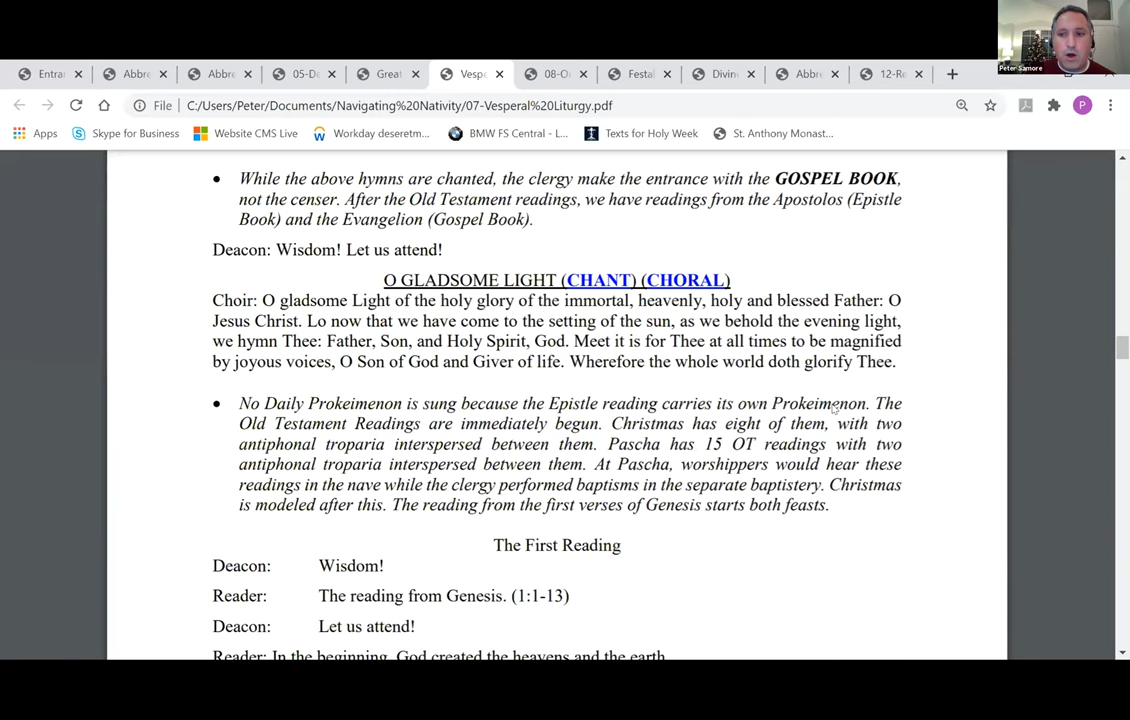 Peter Samore
Entra
Abbre
Abbre
05-De
Great
Vespe
08-O
Festal
Divin
Abbre
12-Re
File C:/Users/Peter/Documents/Navigating%20Nativity/07-Vesperal%20Liturgy.pdf
P
Apps Skype for Business Website CMS Live Workday deseretm... BMW FS Central - L... Texts for Holy Week St. Anthony Monast...
• While the above hymns are chanted, the clergy make the entrance with the GOSPEL BOOK,
not the censer. After the Old Testament readings, we have readings from the Apostolos (Epistle
Book) and the Evangelion (Gospel Book).
Deacon: Wisdom! Let us attend!
O GLADSOME LIGHT (CHANT) (CHORAL)
Choir: O gladsome Light of the holy glory of the immortal, heavenly, holy and blessed Father: O
Jesus Christ. Lo now that we have come to the setting of the sun, as we behold the evening light,
we hymn Thee: Father, Son, and Holy Spirit, God. Meet it is for Thee at all times to be magnified
by joyous voices, O Son of God and Giver of life. Wherefore the whole world doth glorify Thee.
• No Daily Prokeimenon is sung because the Epistle reading carries its own Prokeimenon. The
Old Testament Readings are immediately begun. Christmas has eight of them, with two
antiphonal troparia interspersed between them. Pascha has 15 OT readings with two
antiphonal troparia interspersed between them. At Pascha, worshippers would hear these
readings in the nave while the clergy performed baptisms in the separate baptistery. Christmas
is modeled after this. The reading from the first verses of Genesis starts both feasts.
The First Reading
Deacon: Wisdom!
Reader: The reading from Genesis. (1:1-13)
Deacon: Let us attend!
Reader: In the beginning, God created the heavens and the earth